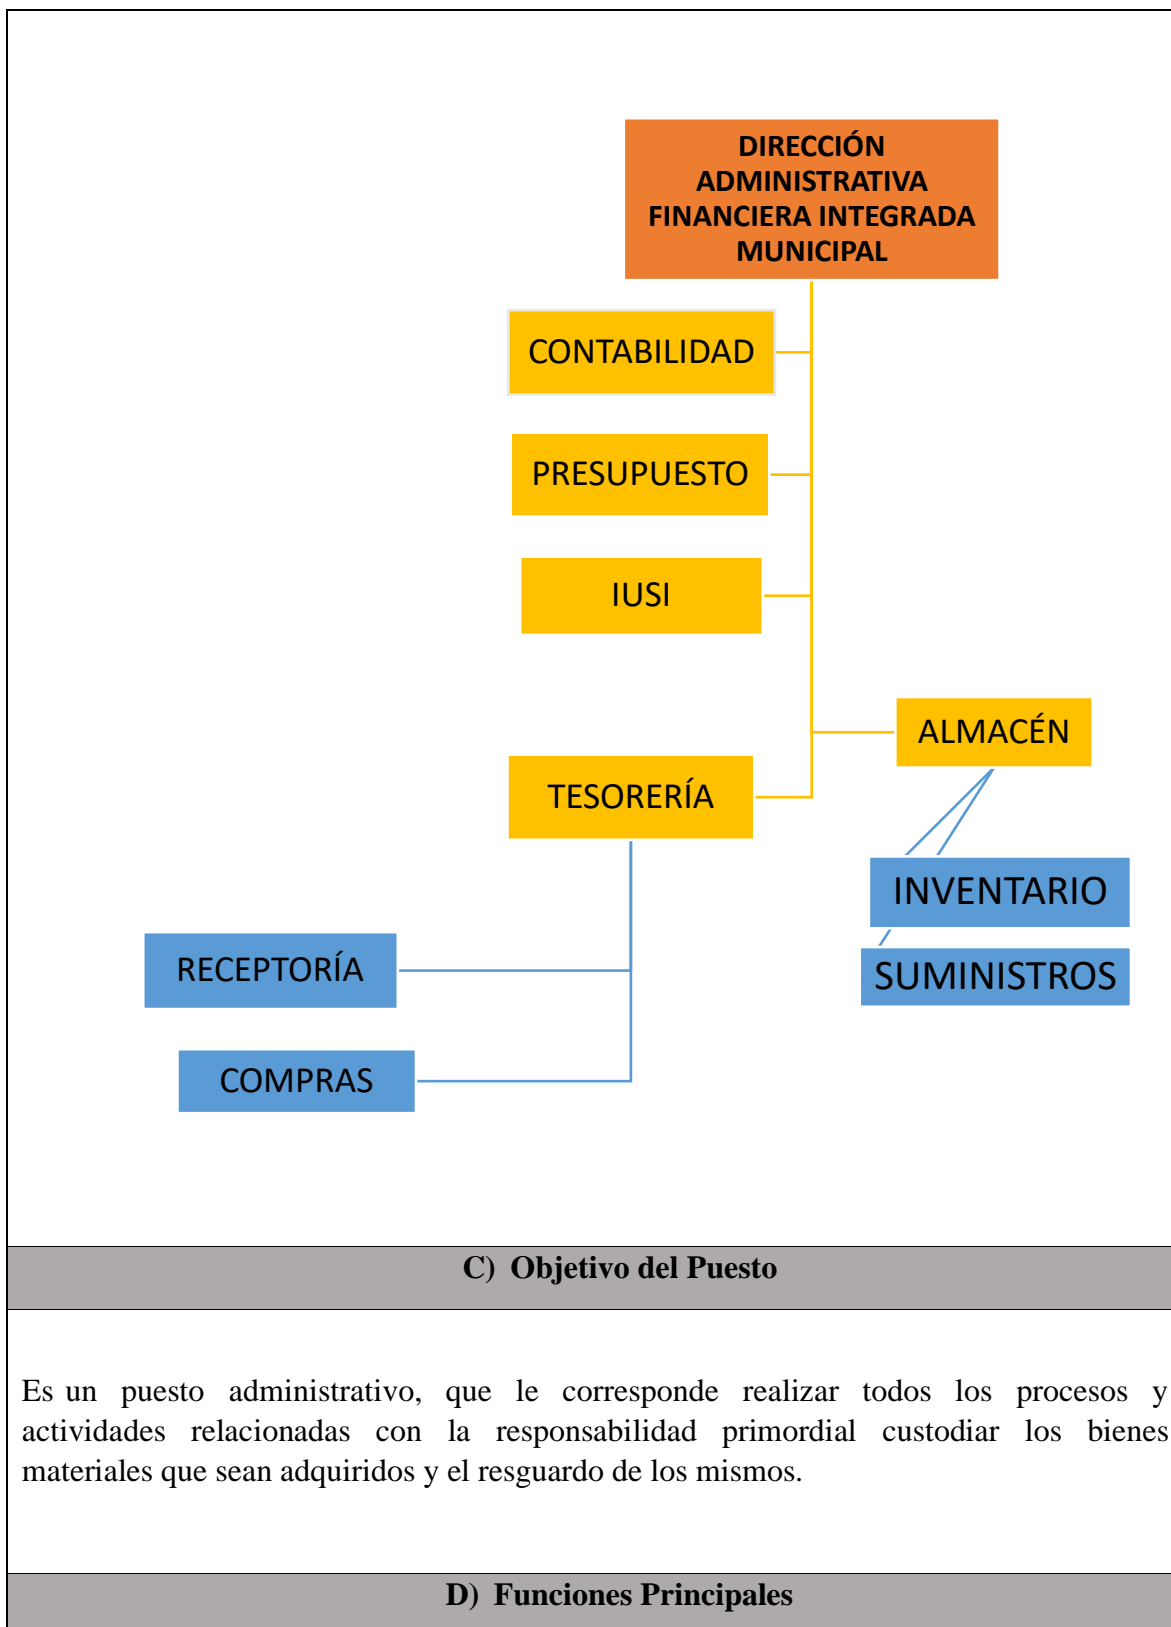 DIRECCIÓN
ADMINISTRATIVA
FINANCIERA INTEGRADA
MUNICIPAL
CONTABILIDAD
PRESUPUESTO
IUSI
ALMACÉN
TESORERÍA
INVENTARIO
RECEPTORÍA
SUMINISTROS
COMPRAS
C) Objetivo del Puesto
Es un puesto administrativo, que le corresponde realizar todos los procesos y
actividades relacionadas con la responsabilidad primordial custodiar los bienes
materiales que sean adquiridos y el resguardo de los mismos.
D) Funciones Principales